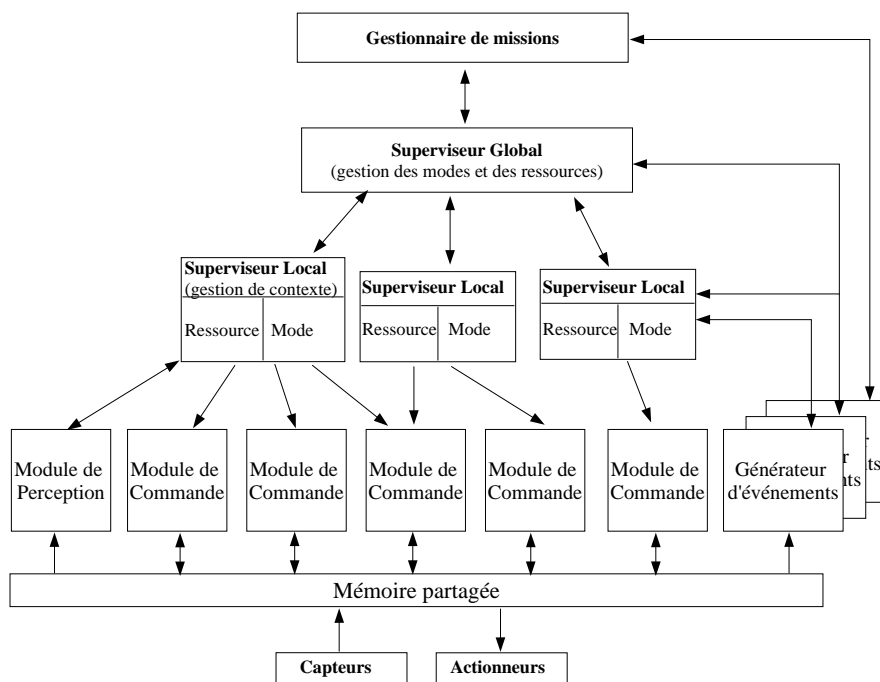 Gestionnaire de missions
Superviseur Global
(gestion des modes et des ressources)
Superviseur Local
(gestion de contexte)
Ressource
Mode
Superviseur Local
Ressource
Mode
Superviseur Local
Ressource
Mode
Module de
Perception
Module de
Commande
Module de
Commande
Module de
Commande
Module de
Commande
Module de
Commande
Générateur
d'événements
Mémoire partagée
Capteurs
Actionneurs